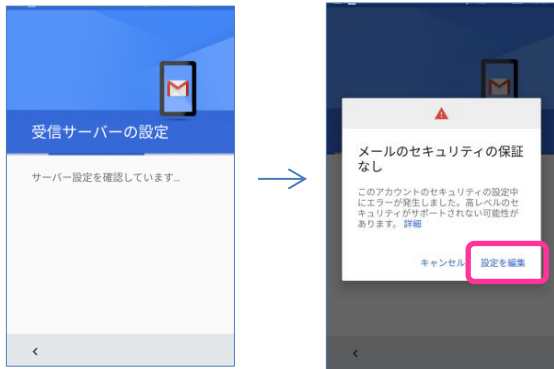 受信サーバーの設定
サーバー設定を確認しています…
メールのセキュリティの保証
なし
このアカウントのセキュリティの設定中
にエラーが発生しました。高レベルのセ
キュリティがサポートされない可能性が
あります。 詳細
キャンセル 設定を編集